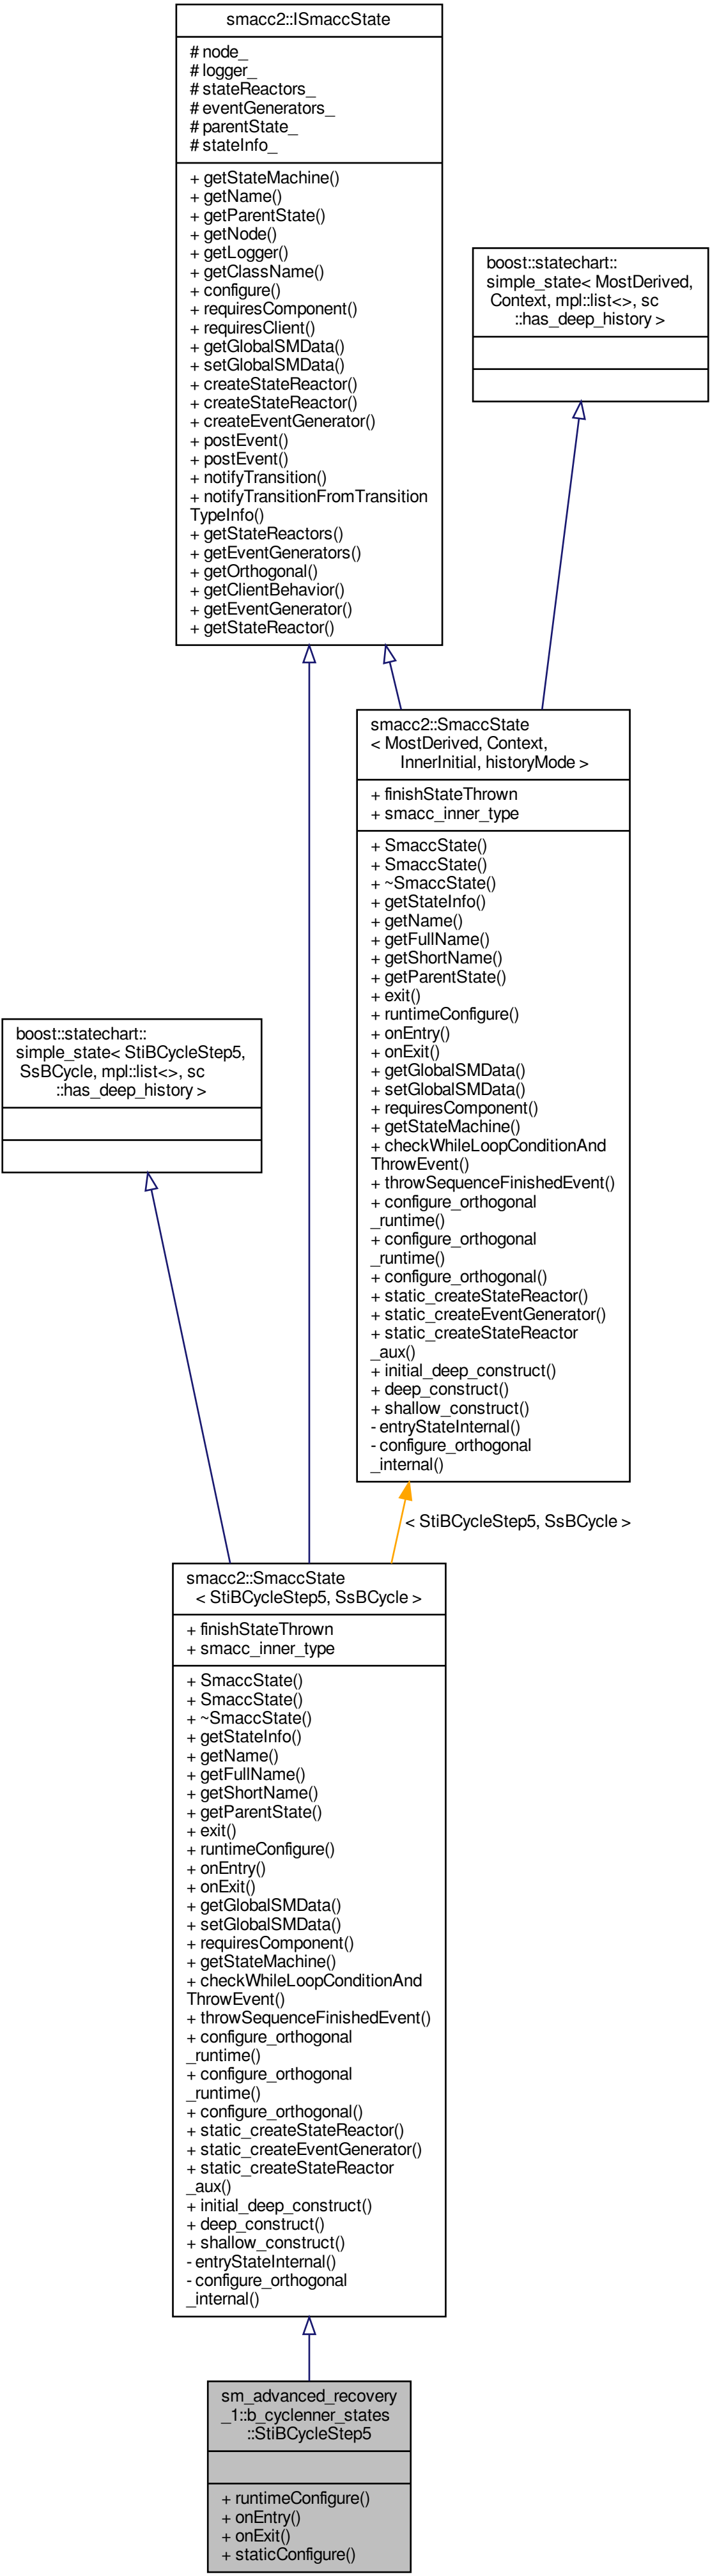 smacc2::ISmaccState
# node_
# logger_
# stateReactors_
# eventGenerators_
# parentState_
# stateInfo_
+ getStateMachine()
+ getName()
+ getParentState()
+ getNode()
+ getLogger()
+ getClassName()
+ configure()
+ requiresComponent()
+ requiresClient()
+ getGlobalSMData()
+ setGlobalSMData()
+ createStateReactor()
+ createStateReactor()
+ createEventGenerator()
+ postEvent()
+ postEvent()
+ notifyTransition()
+ notifyTransitionFromTransition
TypeInfo()
+ getStateReactors()
+ getEventGenerators()
+ getOrthogonal()
+ getClientBehavior()
+ getEventGenerator()
+ getStateReactor()
boost::statechart::
simple_state< MostDerived,
Context, mpl::list<>, sc
::has_deep_history >
smacc2::SmaccState
< MostDerived, Context,
InnerInitial, historyMode >
+ finishStateThrown
+ smacc_inner_type
+ SmaccState()
+ SmaccState()
+ ~SmaccState()
+ getStateInfo()
+ getName()
+ getFullName()
+ getShortName()
+ getParentState()
+ exit()
+ runtimeConfigure()
+ onEntry()
+ onExit()
+ getGlobalSMData()
+ setGlobalSMData()
+ requiresComponent()
+ getStateMachine()
+ checkWhileLoopConditionAnd
ThrowEvent()
+ throwSequenceFinishedEvent()
+ configure_orthogonal
_runtime()
+ configure_orthogonal
_runtime()
+ configure_orthogonal()
+ static_createStateReactor()
+ static_createEventGenerator()
+ static_createStateReactor
_aux()
+ initial_deep_construct()
+ deep_construct()
+ shallow_construct()
- entryStateInternal()
- configure_orthogonal
_internal()
boost::statechart::
simple_state< StiBCycleStep5,
SsBCycle, mpl::list<>, sc
::has_deep_history >
< StiBCycleStep5, SsBCycle >
smacc2::SmaccState
< StiBCycleStep5, SsBCycle >
+ finishStateThrown
+ smacc_inner_type
+ SmaccState()
+ SmaccState()
+ ~SmaccState()
+ getStateInfo()
+ getName()
+ getFullName()
+ getShortName()
+ getParentState()
+ exit()
+ runtimeConfigure()
+ onEntry()
+ onExit()
+ getGlobalSMData()
+ setGlobalSMData()
+ requiresComponent()
+ getStateMachine()
+ checkWhileLoopConditionAnd
ThrowEvent()
+ throwSequenceFinishedEvent()
+ configure_orthogonal
_runtime()
+ configure_orthogonal
_runtime()
+ configure_orthogonal()
+ static_createStateReactor()
+ static_createEventGenerator()
+ static_createStateReactor
_aux()
+ initial_deep_construct()
+ deep_construct()
+ shallow_construct()
- entryStateInternal()
- configure_orthogonal
_internal()
sm_advanced_recovery
_1::b_cyclenner_states
::StiBCycleStep5
+ runtimeConfigure()
+ onEntry()
+ onExit()
+ staticConfigure()